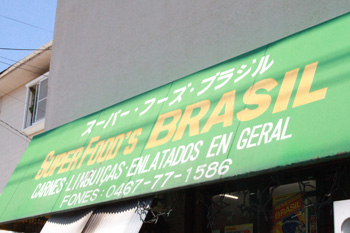 スーパー・フーズ・ブラジル
SUPER FOOD'S BRASIL
CARNES LINGUIÇAS・ENLATADOS EN GERAL
FONES: 0467-77-1586
BRASIL